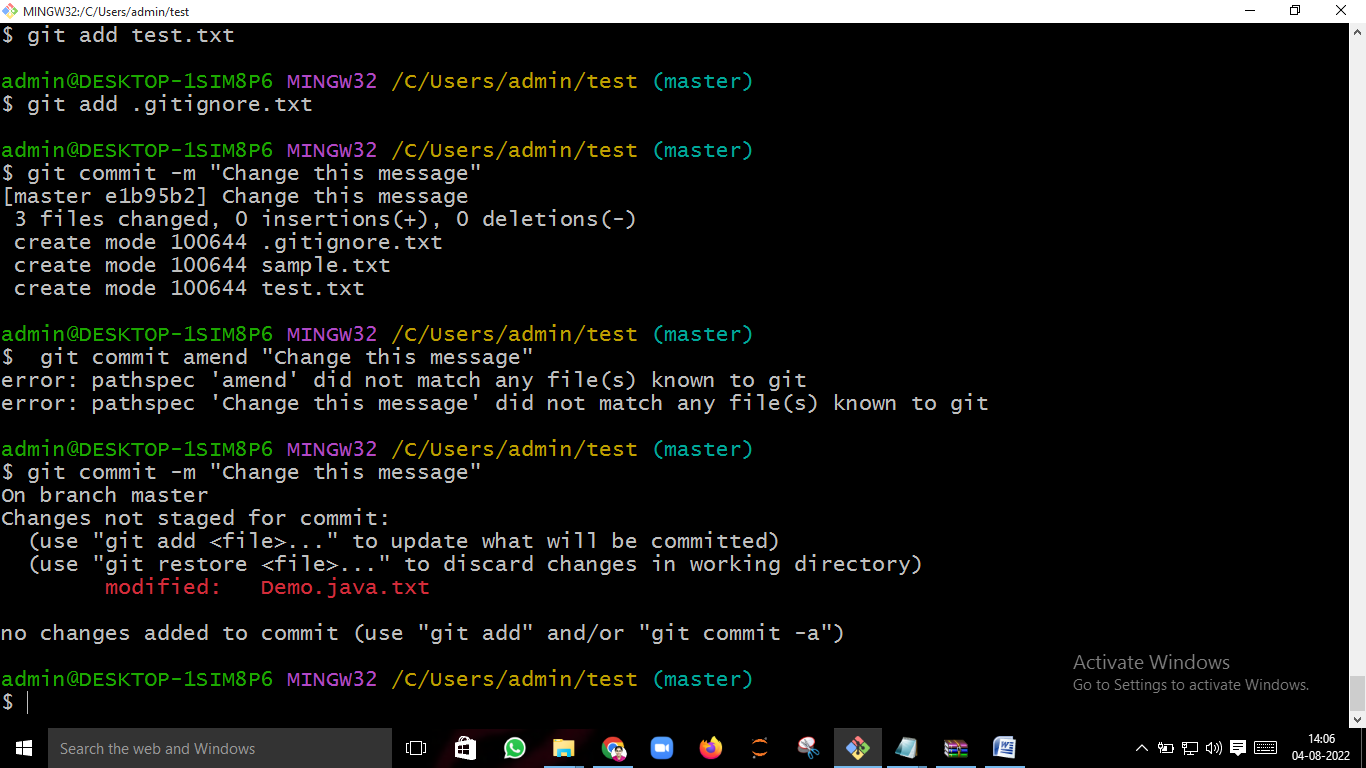 MINGW32:/C/Users/admin/test
$ git add test.txt
admin@DESKTOP-1SIM8P6 MINGW32 /C/Users/admin/test (master)
$ git add .gitignore.txt
admin@DESKTOP-1SIM8P6 MINGW32 /C/Users/admin/test (master)
$ git commit -m "Change this message"
[master e1b95b2] Change this message
 3 files changed, 0 insertions(+), 0 deletions(-)
 create mode 100644 .gitignore.txt
 create mode 100644 sample.txt
 create mode 100644 test.txt
admin@DESKTOP-1SIM8P6 MINGW32 /C/Users/admin/test (master)
$  git commit amend "Change this message"
error: pathspec 'amend' did not match any file(s) known to git
error: pathspec 'Change this message' did not match any file(s) known to git
admin@DESKTOP-1SIM8P6 MINGW32 /C/Users/admin/test (master)
$ git commit -m "Change this message"
On branch master
Changes not staged for commit:
  (use "git add <file>..." to update what will be committed)
  (use "git restore <file>..." to discard changes in working directory)
        modified:   Demo.java.txt
no changes added to commit (use "git add" and/or "git commit -a")
admin@DESKTOP-1SIM8P6 MINGW32 /C/Users/admin/test (master)
$
Activate Windows
Go to Settings to activate Windows.
Search the web and Windows
14:06
04-08-2022